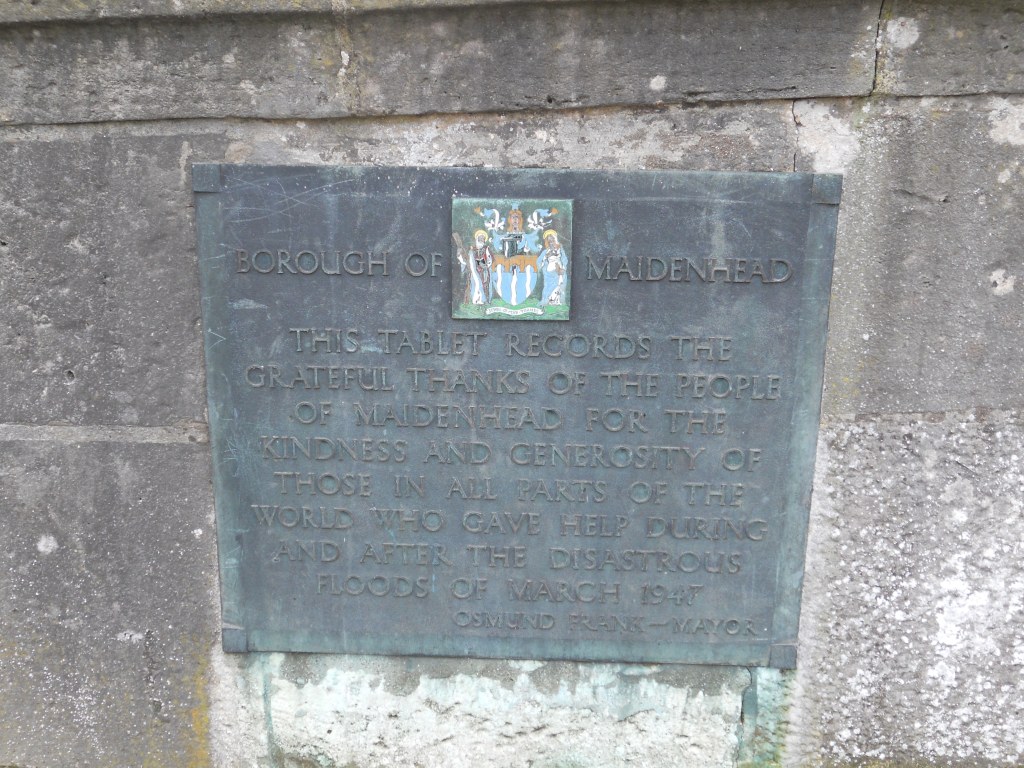 BOROUGH OF MAIDENHEAD
THIS TABLET RECORDS THE
GRATEFUL THANKS OF THE PEOPLE
OF MAIDENHEAD FOR THE
KINDNESS AND GENEROSITY OF
THOSE IN ALL PARTS OF THE
WORLD WHO GAVE HELP DURING
AND AFTER THE DISASTROUS
FLOODS OF MARCH 1947
OSMUND FRANK—MAYOR